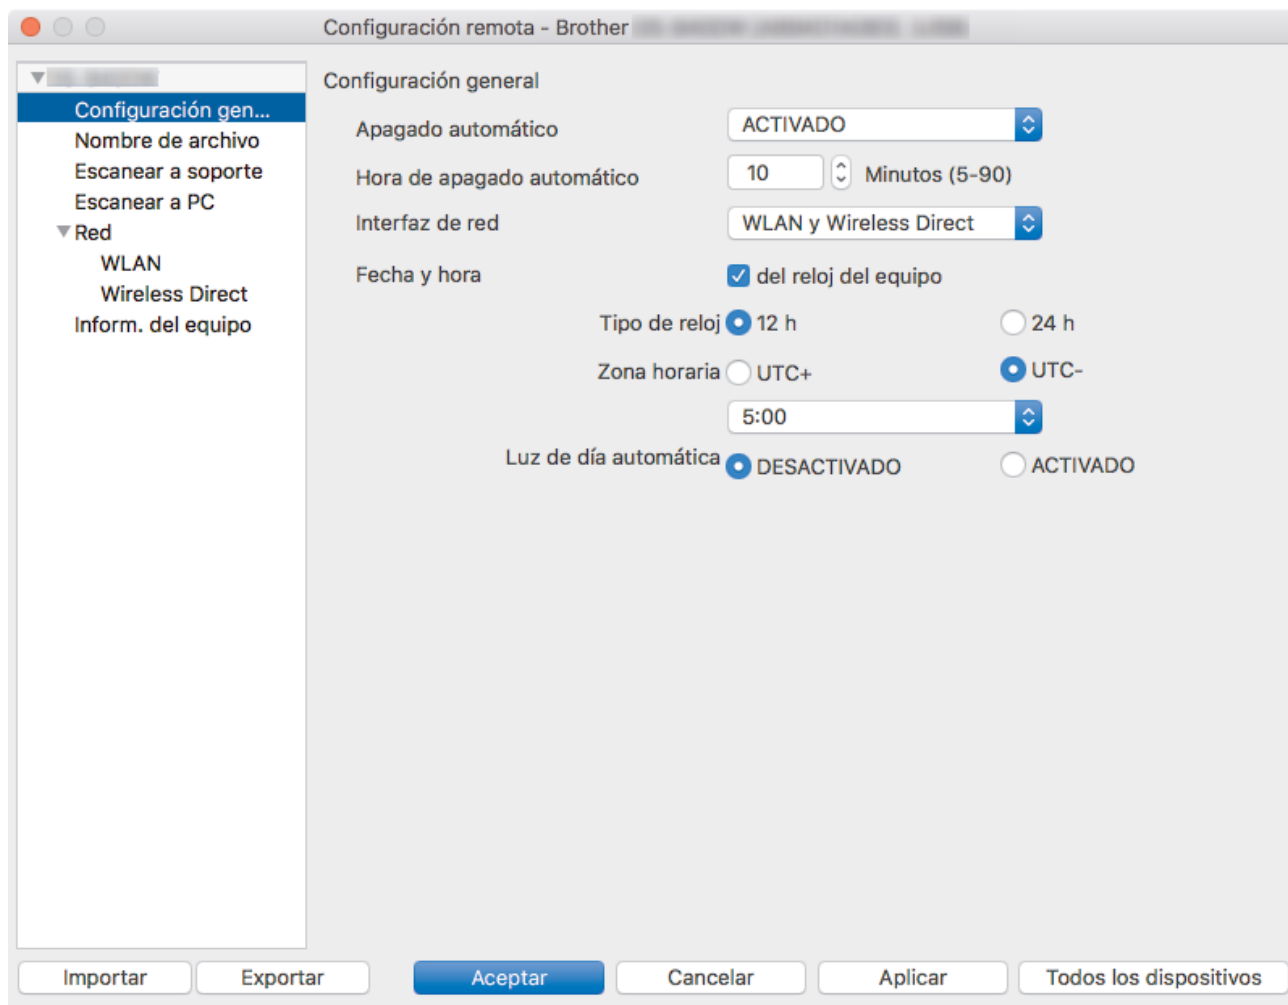 Configuración remota - Brother
Configuración gen...
Nombre de archivo
Escanear a soporte
Escanear a PC
Red
WLAN
Wireless Direct
Inform. del equipo
Configuración general
Apagado automático ACTIVADO
Hora de apagado automático 10 Minutos (5-90)
Interfaz de red WLAN y Wireless Direct
Fecha y hora del reloj del equipo
Tipo de reloj 12 h 24 h
Zona horaria UTC+ UTC-
5:00
Luz de día automática DESACTIVADO ACTIVADO
Importar Exportar Aceptar Cancelar Aplicar Todos los dispositivos